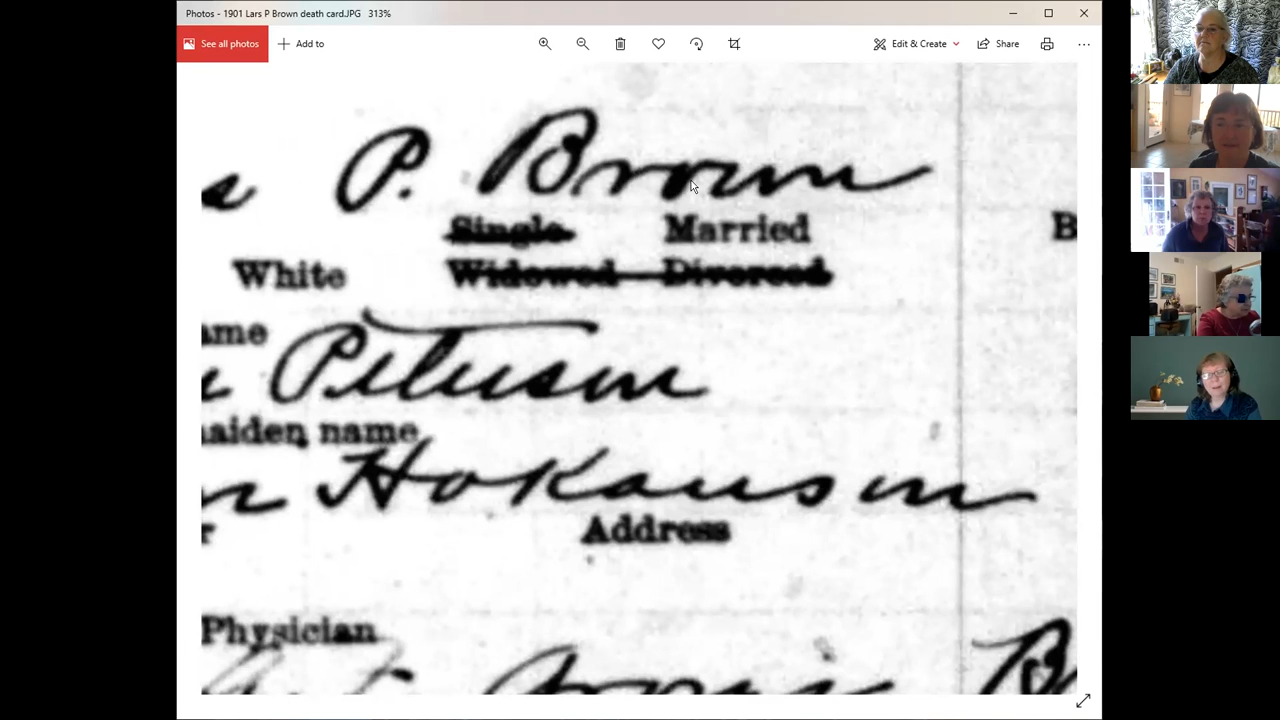 Photos - 1901 Lars P Brown death card.JPG 313%
See all photos
Add to
Edit & Create
Share
s P. Brown
Single Married
B
White Widowed Divorced
ame
Peterson
aiden name
Hokanson
r Address
Physician
B